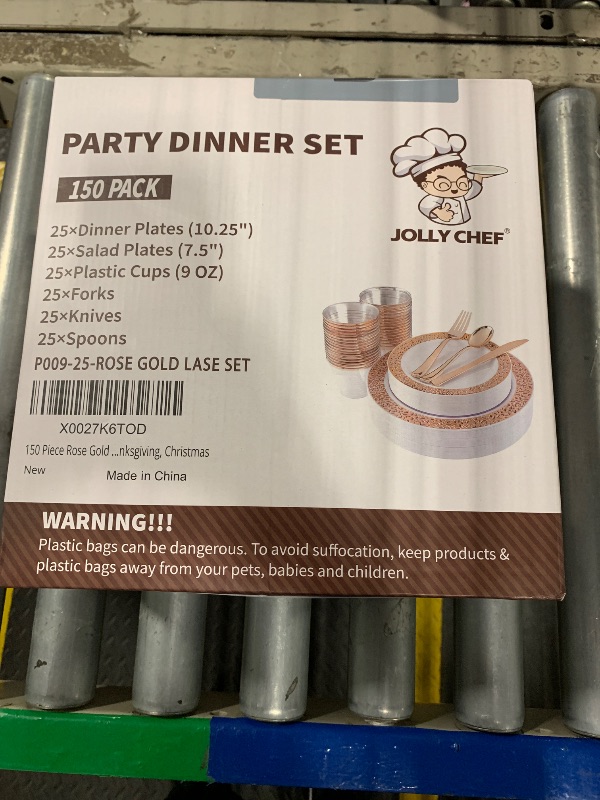 PARTY DINNER SET
150 PACK
JOLLY CHEF®
25×Dinner Plates (10.25")
25×Salad Plates (7.5")
25×Plastic Cups (9 OZ)
25×Forks
25×Knives
25×Spoons
P009-25-ROSE GOLD LASE SET
X0027K6TOD
150 Piece Rose Gold ...nksgiving, Christmas
New
Made in China
WARNING!!!
Plastic bags can be dangerous. To avoid suffocation, keep products &
plastic bags away from your pets, babies and children.